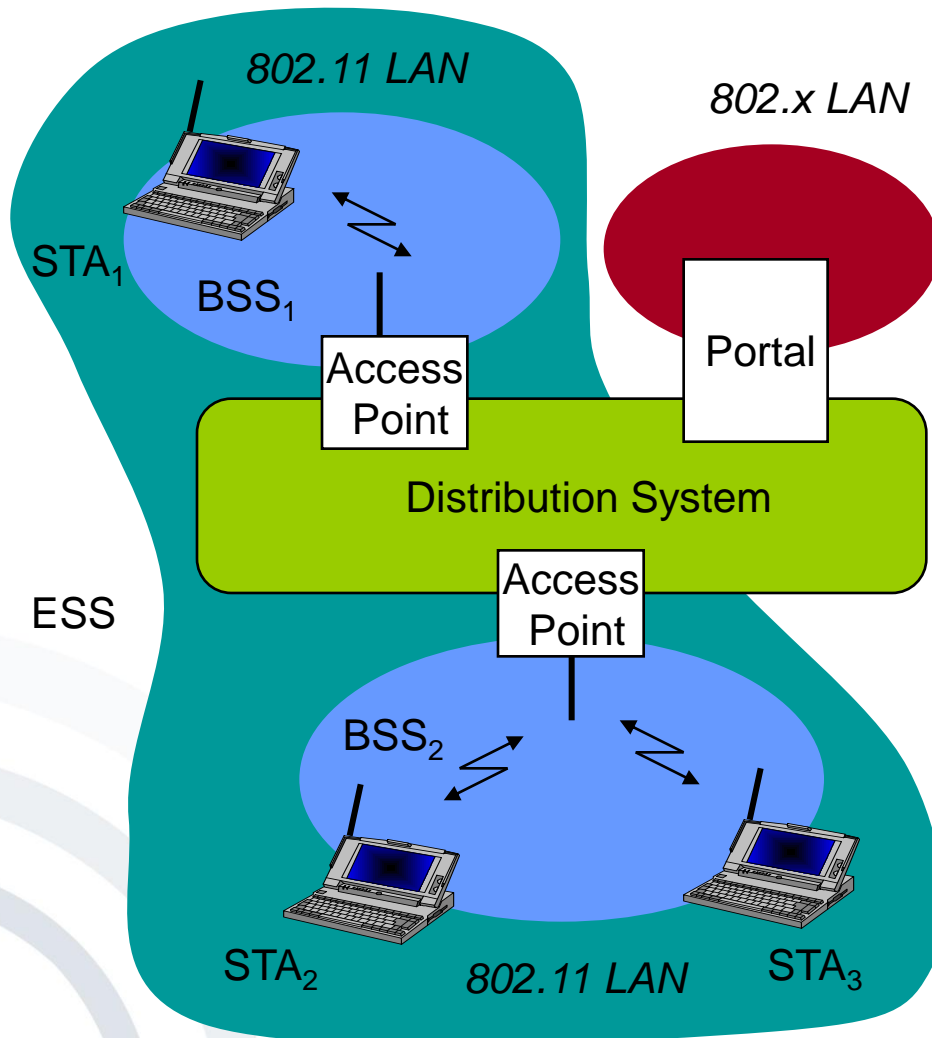 802.11 LAN
802.x LAN
STA₁
BSS₁
Access
Point
Portal
Distribution System
Access
Point
ESS
BSS₂
STA₂
802.11 LAN
STA₃